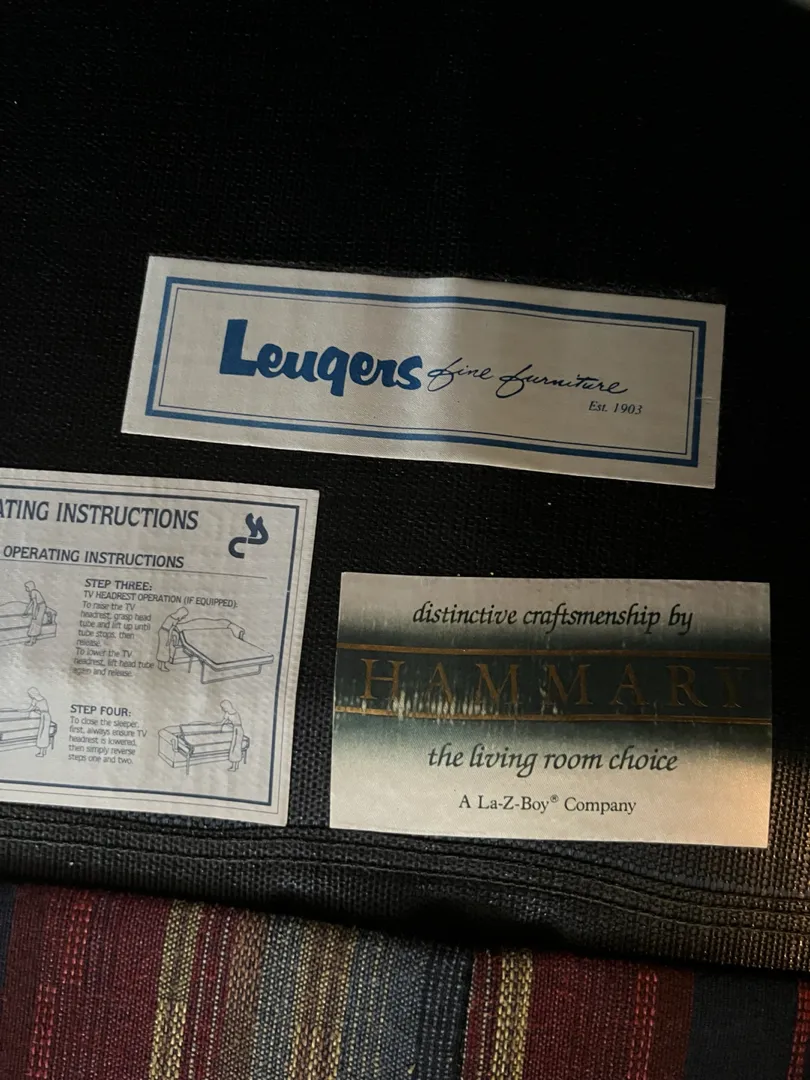 Leugers fine furniture
Est. 1903
ATING INSTRUCTIONS
OPERATING INSTRUCTIONS
STEP THREE:
TV HEADREST OPERATION (IF EQUIPPED):
To raise the TV
headrest, grasp head
tube and lift up until
tube stops, then
release.
To lower the TV
headrest, lift head tube
again and release.
STEP FOUR:
To close the sleeper,
first, always ensure TV
headrest is lowered,
then simply reverse
steps one and two.
distinctive craftsmenship by
HAMMART
the living room choice
A La-Z-Boy® Company